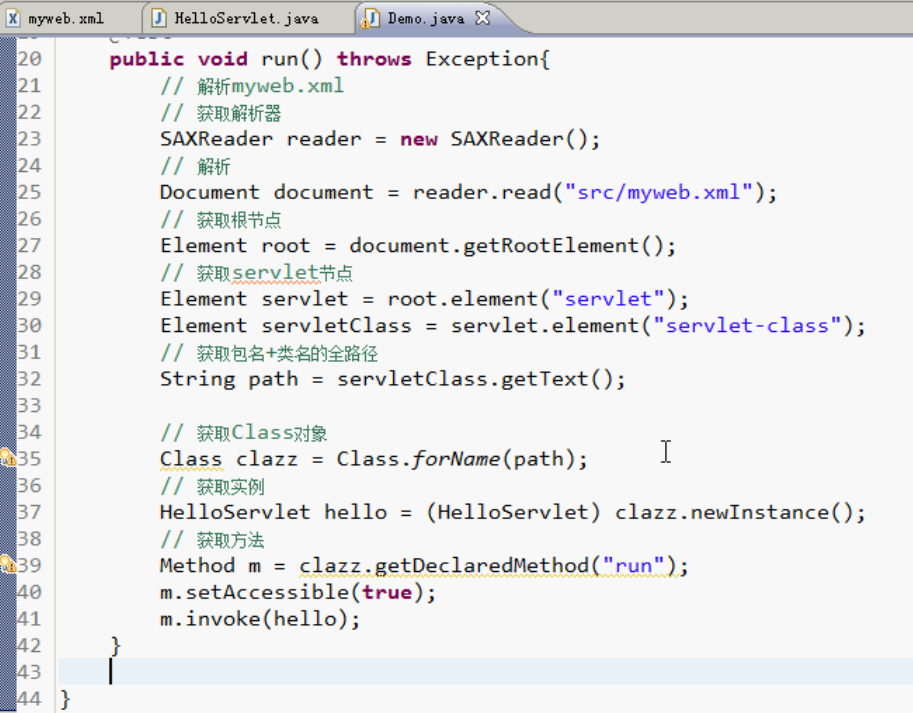 myweb.xml HelloServlet.java Demo.java
20 public void run() throws Exception{
21 // 解析myweb.xml
22 // 获取解析器
23 SAXReader reader = new SAXReader();
24 // 解析
25 Document document = reader.read("src/myweb.xml");
26 // 获取根节点
27 Element root = document.getRootElement();
28 // 获取servlet节点
29 Element servlet = root.element("servlet");
30 Element servletClass = servlet.element("servlet-class");
31 // 获取包名+类名的全路径
32 String path = servletClass.getText();
33
34 // 获取Class对象
35 Class clazz = Class.forName(path);
36 // 获取实例
37 HelloServlet hello = (HelloServlet) clazz.newInstance();
38 // 获取方法
39 Method m = clazz.getDeclaredMethod("run");
40 m.setAccessible(true);
41 m.invoke(hello);
42 }
43
44 }